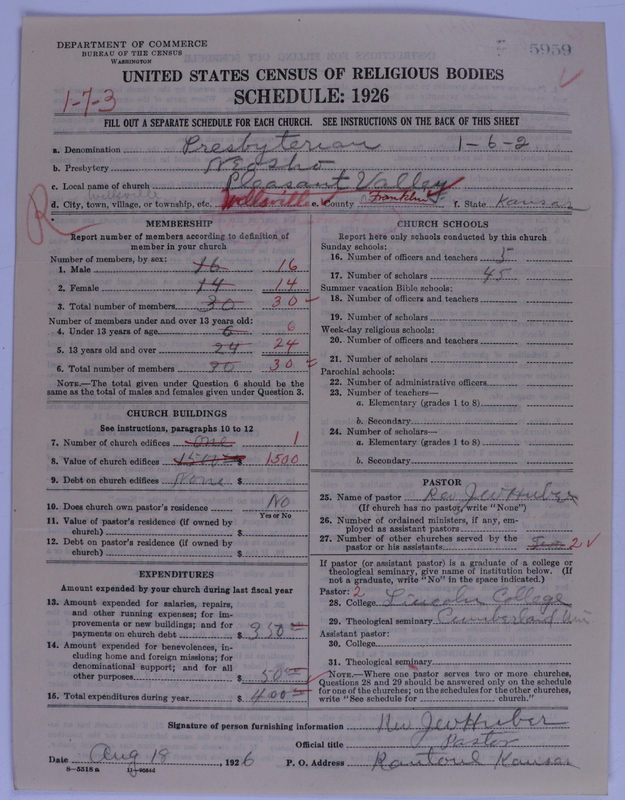 DEPARTMENT OF COMMERCE
BUREAU OF THE CENSUS
WASHINGTON
5959
UNITED STATES CENSUS OF RELIGIOUS BODIES
1-7-3
SCHEDULE: 1926
FILL OUT A SEPARATE SCHEDULE FOR EACH CHURCH. SEE INSTRUCTIONS ON THE BACK OF THIS SHEET
a. Denomination Presbyterian 1-6-2
b. Presbytery Neosho
c. Local name of church Pleasant Valley
Wellsville
d. City, town, village, or township, etc. Wellsville e. County Franklin f. State Kansas
R
MEMBERSHIP
Report number of members according to definition of
member in your church
Number of members, by sex:
1. Male 16 16
2. Female 14 14
3. Total number of members 30 30
Number of members under and over 13 years old:
4. Under 13 years of age 6 6
5. 13 years old and over 24 24
6. Total number of members 30 30
NOTE.—The total given under Question 6 should be the
same as the total of males and females given under Question 3.
CHURCH BUILDINGS
See instructions, paragraphs 10 to 12
7. Number of church edifices one 1
8. Value of church edifices 1500 $ 1500
9. Debt on church edifices None $
10. Does church own pastor's residence No
Yes or No
11. Value of pastor's residence (if owned by
church) $
12. Debt on pastor's residence (if owned by
church) $
EXPENDITURES
Amount expended by your church during last fiscal year
13. Amount expended for salaries, repairs,
and other running expenses; for im-
provements or new buildings; and for
payments on church debt $ 350
14. Amount expended for benevolences, in-
cluding home and foreign missions; for
denominational support; and for all
other purposes $ 50
15. Total expenditures during year $ 400
CHURCH SCHOOLS
Report here only schools conducted by this church
Sunday schools:
16. Number of officers and teachers 5
17. Number of scholars 45
Summer vacation Bible schools:
18. Number of officers and teachers
19. Number of scholars
Week-day religious schools:
20. Number of officers and teachers
21. Number of scholars
Parochial schools:
22. Number of administrative officers
23. Number of teachers—
a. Elementary (grades 1 to 8)
b. Secondary
24. Number of scholars—
a. Elementary (grades 1 to 8)
b. Secondary
PASTOR
25. Name of pastor Rev J W Huber
(If church has no pastor, write "None")
26. Number of ordained ministers, if any, em-
ployed as assistant pastors
27. Number of other churches served by the
pastor or his assistants 2
If pastor (or assistant pastor) is a graduate of a college or
theological seminary, give name of institution below. (If
not a graduate, write "No" in the space indicated.)
Pastor: 2
28. College Lincoln College
29. Theological seminary Cumberland
Assistant pastor:
30. College
31. Theological seminary
NOTE.—Where one pastor serves two or more churches,
Questions 28 and 29 should be answered only on the schedule
for one of the churches; on the schedules for the other churches,
write "See schedule for church."
Signature of person furnishing information Rev J W Huber
Official title Pastor
Date Aug 18, 1926 P. O. Address Rantoul Kansas
8—5518 a